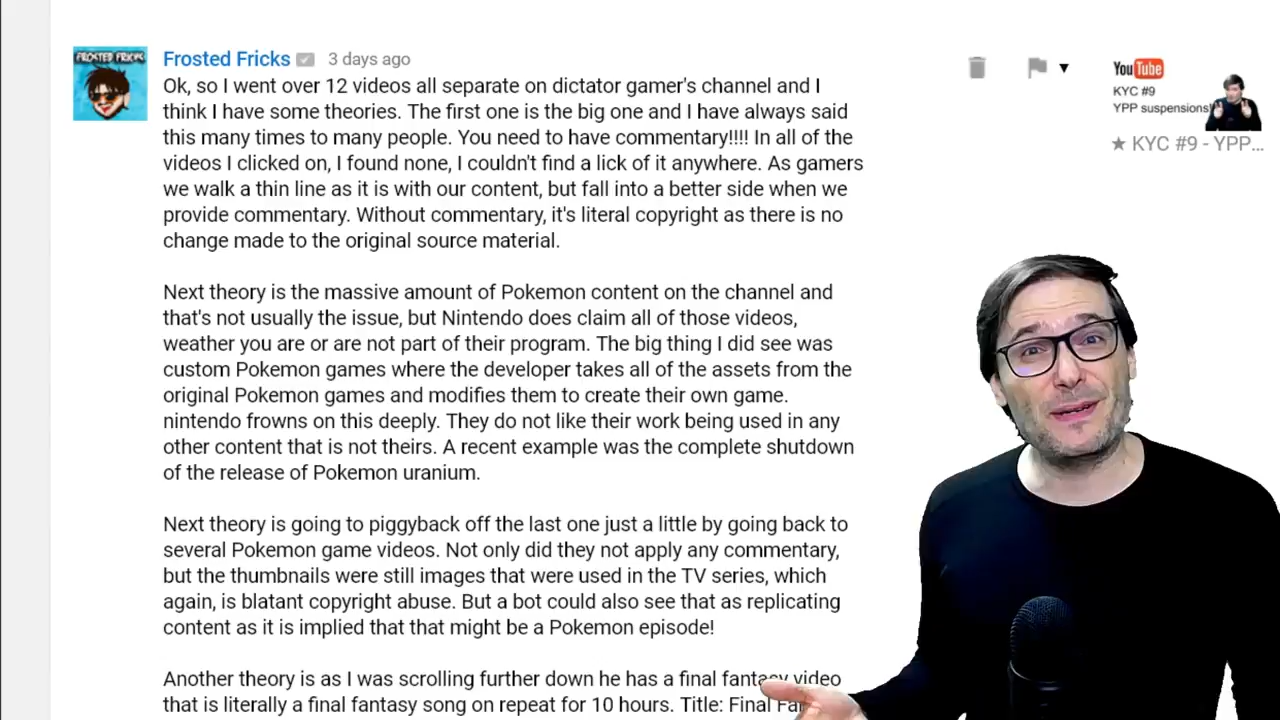 FROSTED FRICKS
Frosted Fricks 3 days ago
Ok, so I went over 12 videos all separate on dictator gamer's channel and I
think I have some theories. The first one is the big one and I have always said
this many times to many people. You need to have commentary!!!! In all of the
videos I clicked on, I found none, I couldn't find a lick of it anywhere. As gamers
we walk a thin line as it is with our content, but fall into a better side when we
provide commentary. Without commentary, it's literal copyright as there is no
change made to the original source material.
Next theory is the massive amount of Pokemon content on the channel and
that's not usually the issue, but Nintendo does claim all of those videos,
weather you are or are not part of their program. The big thing I did see was
custom Pokemon games where the developer takes all of the assets from the
original Pokemon games and modifies them to create their own game.
nintendo frowns on this deeply. They do not like their work being used in any
other content that is not theirs. A recent example was the complete shutdown
of the release of Pokemon uranium.
Next theory is going to piggyback off the last one just a little by going back to
several Pokemon game videos. Not only did they not apply any commentary,
but the thumbnails were still images that were used in the TV series, which
again, is blatant copyright abuse. But a bot could also see that as replicating
content as it is implied that that might be a Pokemon episode!
Another theory is as I was scrolling further down he has a final fantasy video
that is literally a final fantasy song on repeat for 10 hours. Title: Final
YouTube
KYC #9
YPP suspensions!
★ KYC #9 - YPP...